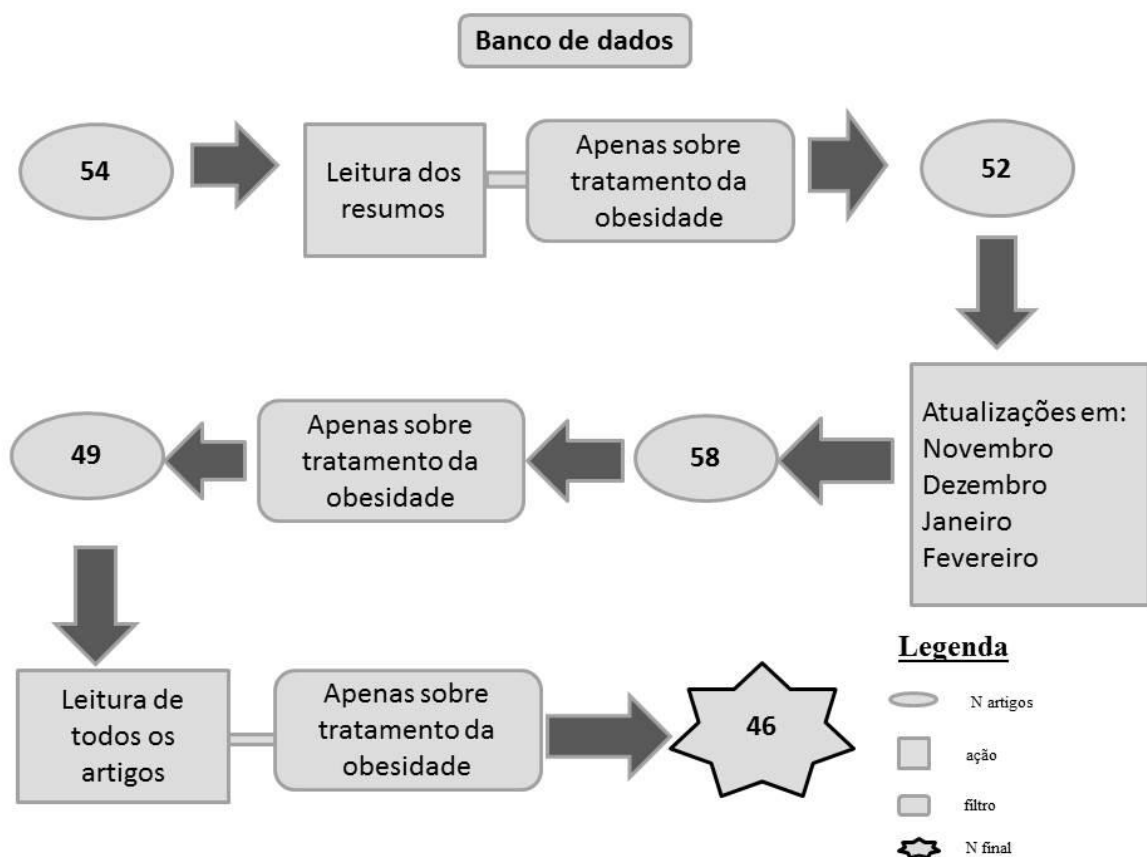 Banco de dados
54
Leitura dos
resumos
Apenas sobre
tratamento da
obesidade
52
Atualizações em:
Novembro
Dezembro
Janeiro
Fevereiro
58
Apenas sobre
tratamento da
obesidade
49
Leitura de
todos os
artigos
Apenas sobre
tratamento da
obesidade
46
Legenda
N artigos
ação
filtro
N final